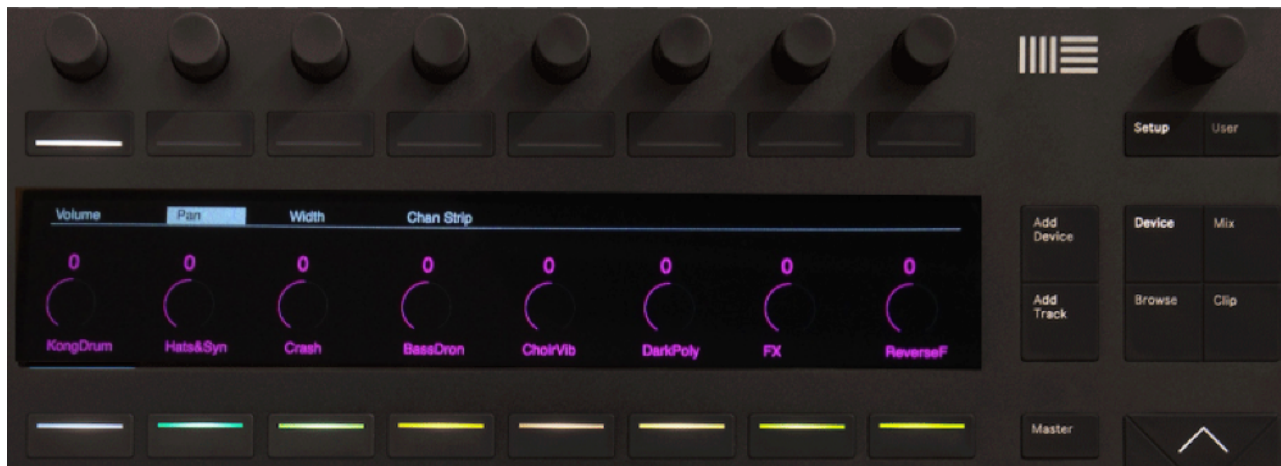 Setup User
Volume Pan Width Chan Strip
Add Device Device Mix
0 0 0 0 0 0 0 0
Add Track Browse Clip
KongDrum Hats&Syn Crash BassDron ChoirVib DarkPoly FX ReverseF
Master